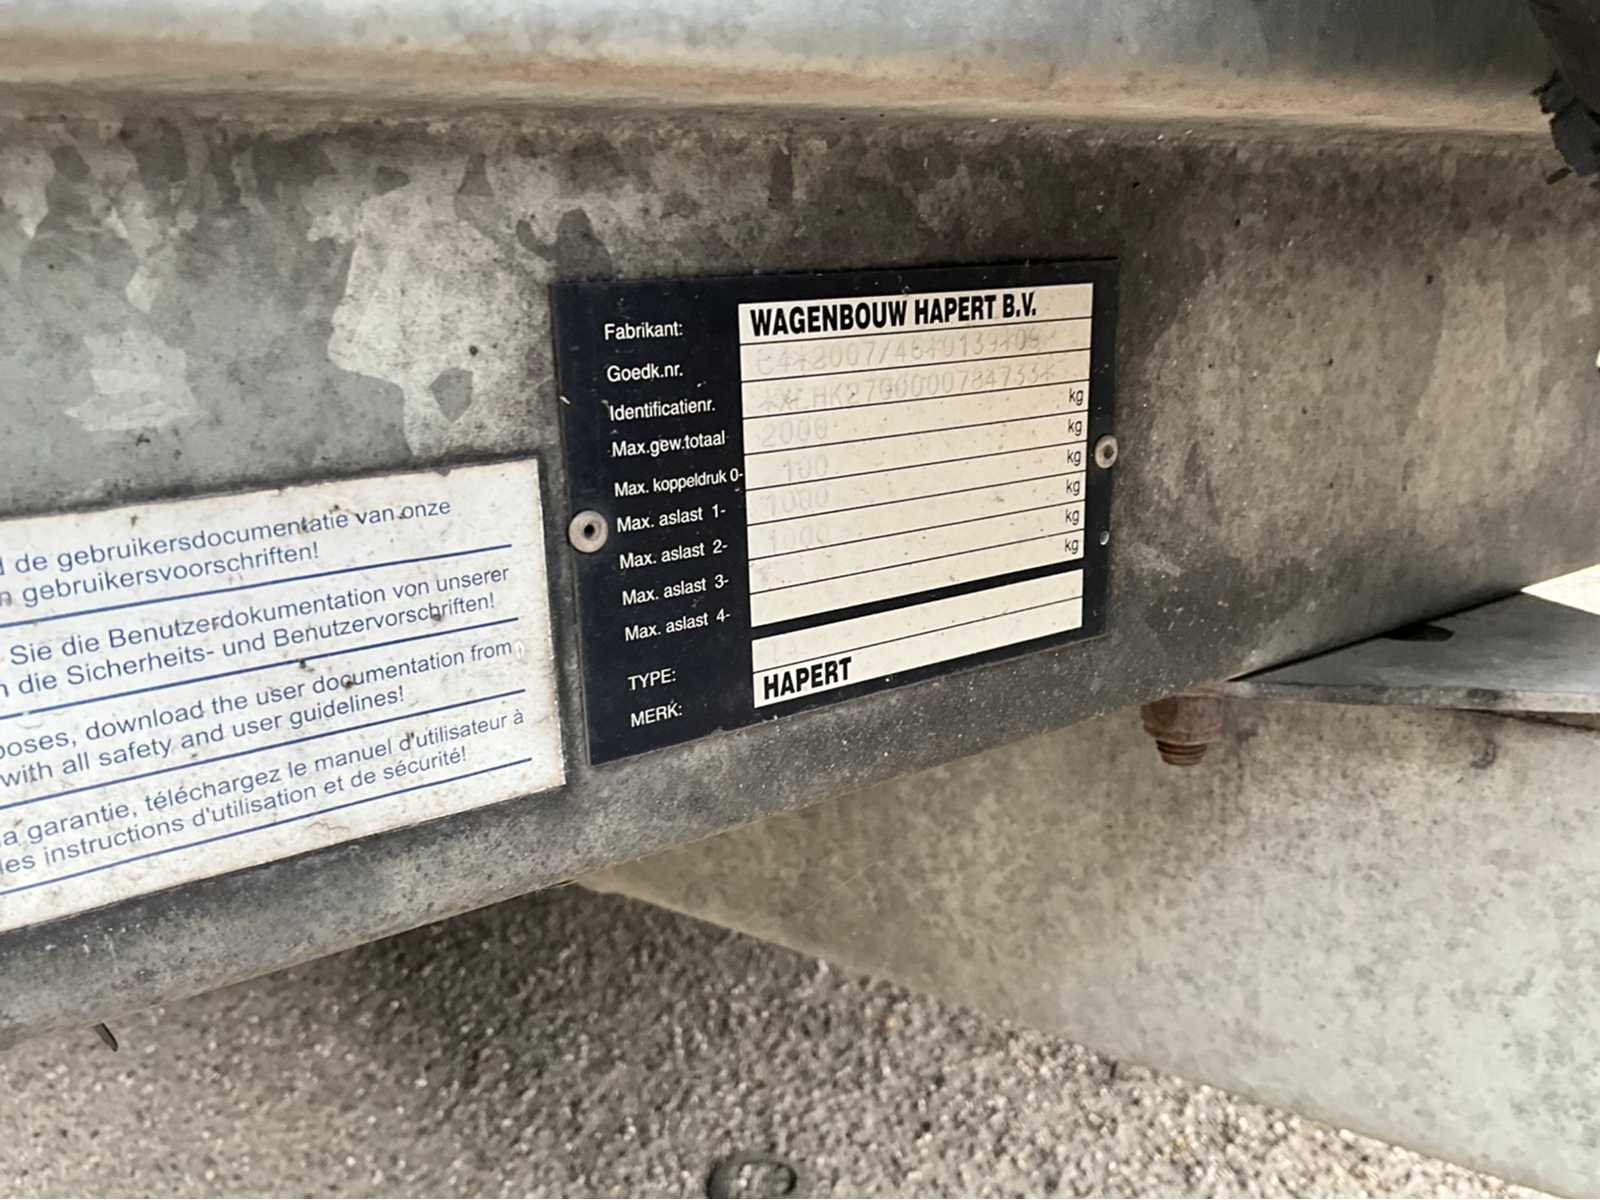 de gebruikersdocumentatie van onze
gebruikersvoorschriften!
Sie die Benutzerdokumentation von unserer
die Sicherheits- und Benutzervorschriften!
download the user documentation from
with all safety and user guidelines!
garantie, téléchargez le manuel d'utilisateur à
les instructions d'utilisation et de sécurité!
Fabrikant: WAGENBOUW HAPERT B.V.
Goedk.nr.
Identificatienr.
Max.gew.totaal 2000 kg
Max. koppeldruk 0- 100 kg
Max. aslast 1- 1000 kg
Max. aslast 2- 1000 kg
Max. aslast 3- kg
Max. aslast 4- kg
TYPE:
MERK: HAPERT